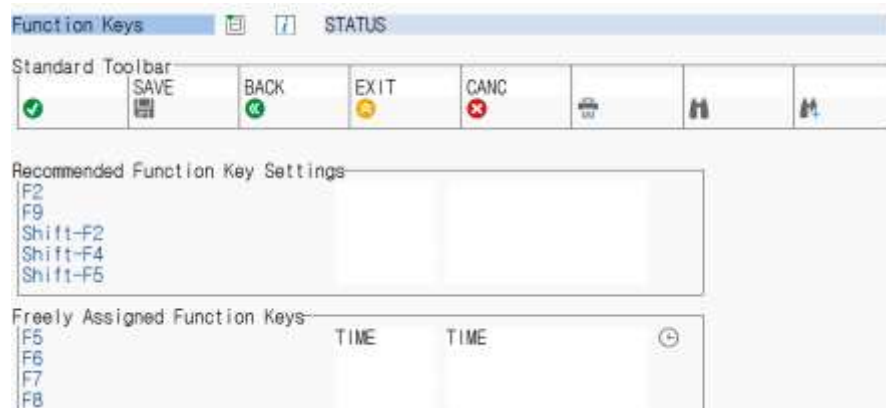 Function Keys STATUS
Standard Toolbar
SAVE BACK EXIT CANC
Recommended Function Key Settings
F2
F9
Shift-F2
Shift-F4
Shift-F5
Freely Assigned Function Keys
F5 TIME TIME
F6
F7
F8